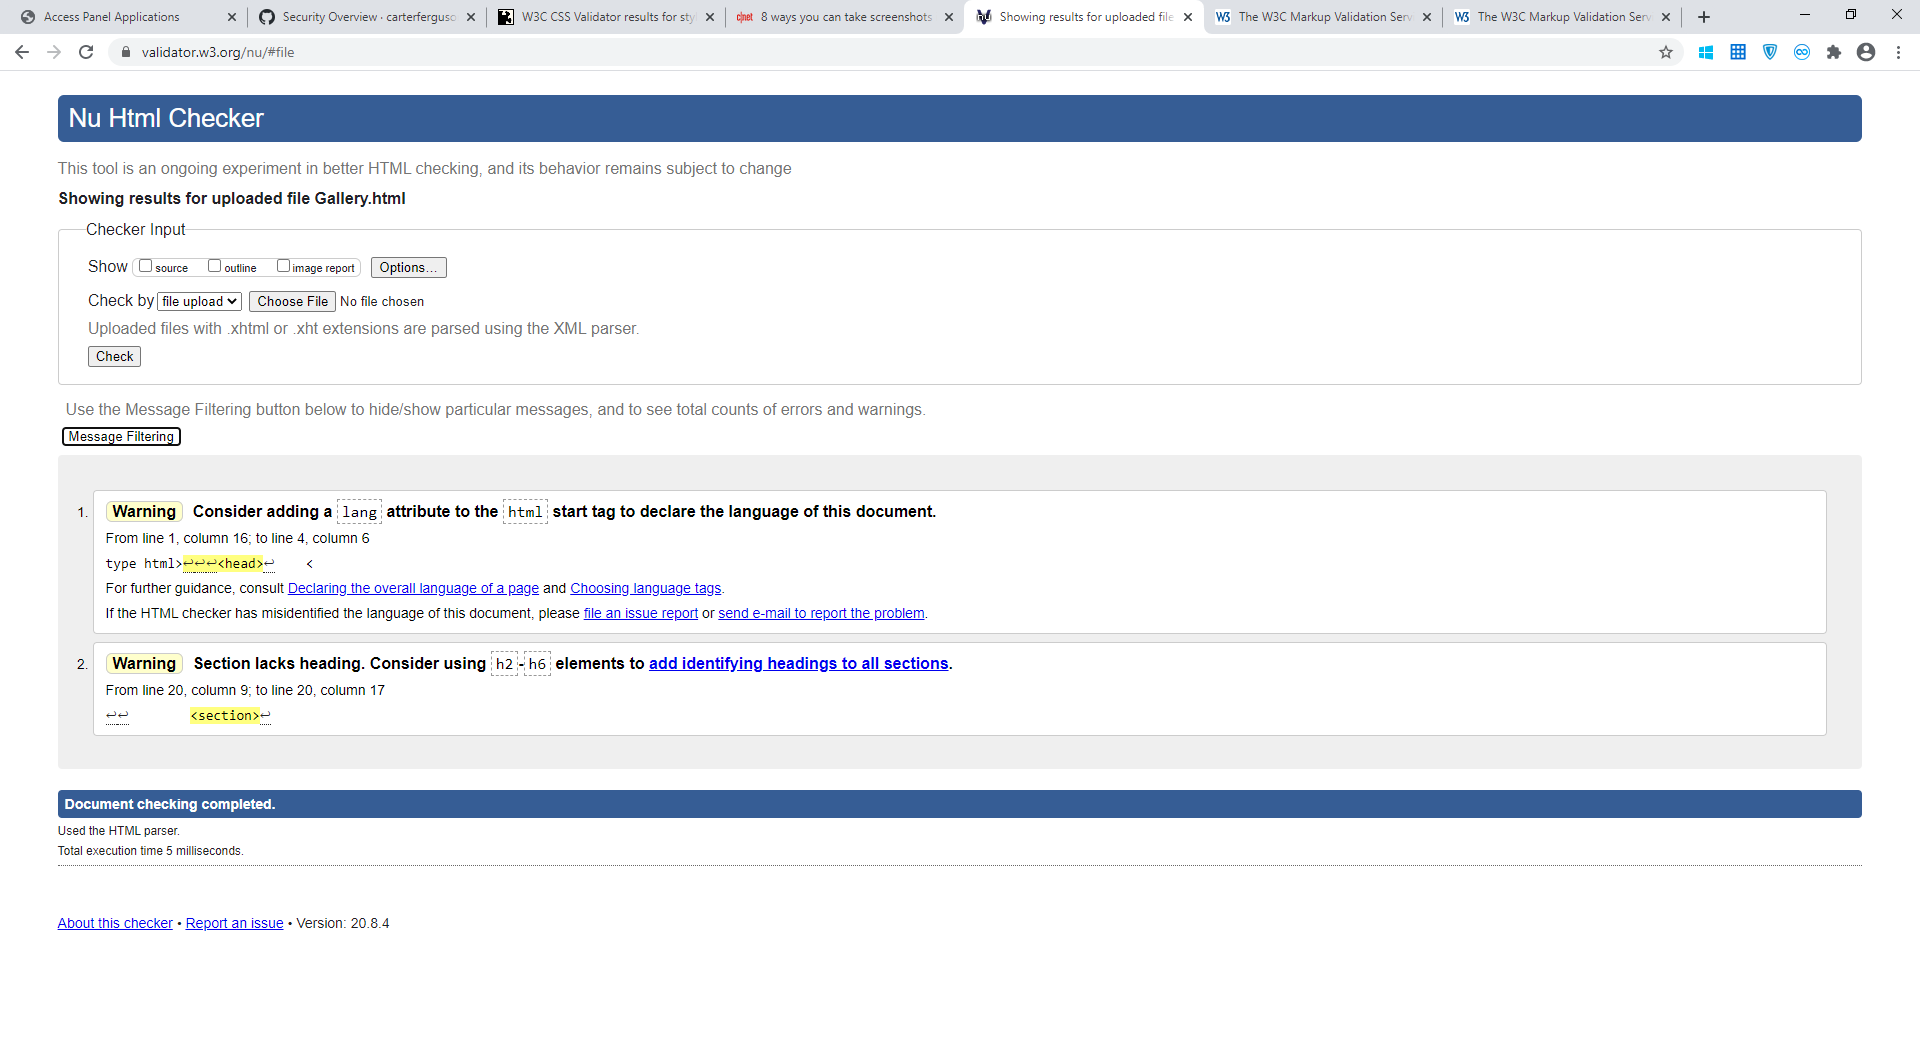 Access Panel Applications
Security Overview · carterferguso
W3C CSS Validator results for sty
c|net 8 ways you can take screenshots
Showing results for uploaded file
W3 The W3C Markup Validation Serv
W3 The W3C Markup Validation Serv
validator.w3.org/nu/#file
Nu Html Checker
This tool is an ongoing experiment in better HTML checking, and its behavior remains subject to change
Showing results for uploaded file Gallery.html
Checker Input
Show source outline image report Options...
Check by file upload Choose File No file chosen
Uploaded files with .xhtml or .xht extensions are parsed using the XML parser.
Check
Use the Message Filtering button below to hide/show particular messages, and to see total counts of errors and warnings.
Message Filtering
1. Warning Consider adding a lang attribute to the html start tag to declare the language of this document.
From line 1, column 16; to line 4, column 6
type html>↩↩↩<head>↩ <
For further guidance, consult Declaring the overall language of a page and Choosing language tags.
If the HTML checker has misidentified the language of this document, please file an issue report or send e-mail to report the problem.
2. Warning Section lacks heading. Consider using h2-h6 elements to add identifying headings to all sections.
From line 20, column 9; to line 20, column 17
↩↩ <section>↩
Document checking completed.
Used the HTML parser.
Total execution time 5 milliseconds.
About this checker • Report an issue • Version: 20.8.4